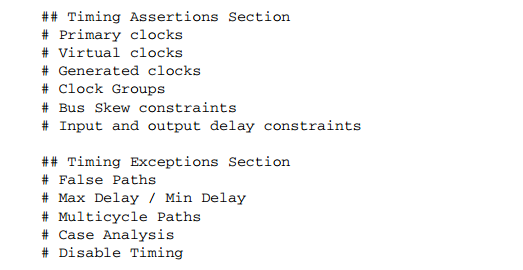 ## Timing Assertions Section
# Primary clocks
# Virtual clocks
# Generated clocks
# Clock Groups
# Bus Skew constraints
# Input and output delay constraints
## Timing Exceptions Section
# False Paths
# Max Delay / Min Delay
# Multicycle Paths
# Case Analysis
# Disable Timing